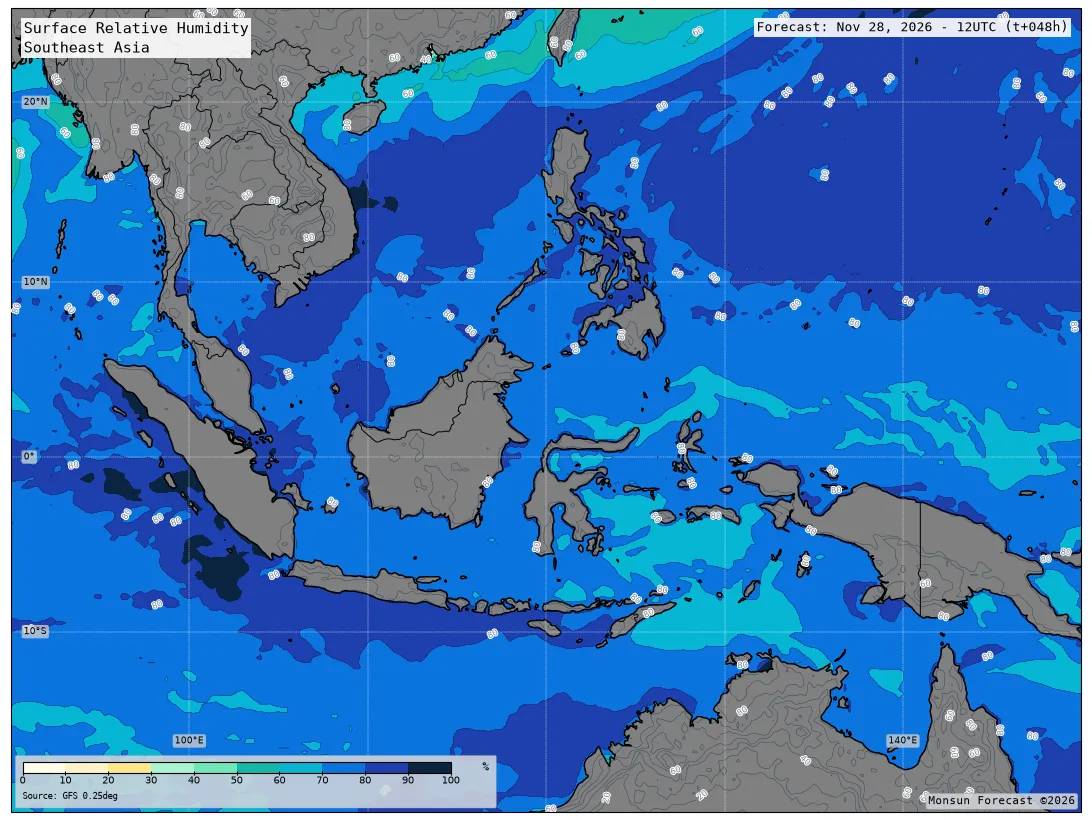 Surface Relative Humidity
Southeast Asia
Forecast: Nov 28, 2026 - 12UTC (t+048h)
20°N
10°N
0°
10°S
100°E
140°E
0 10 20 30 40 50 60 70 80 90 100
%
Source: GFS 0.25deg
Monsun Forecast ©2026